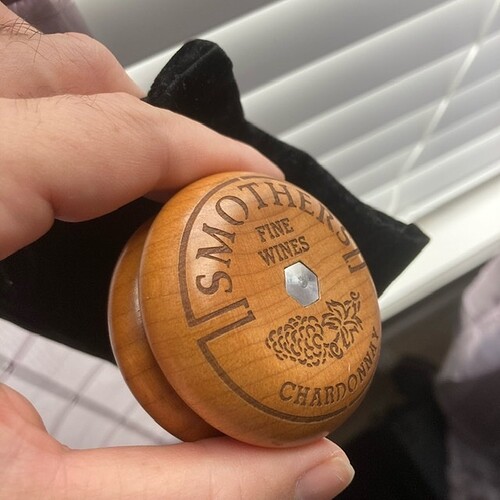 SMOTHERS
FINE
WINES
CHARDONNAY